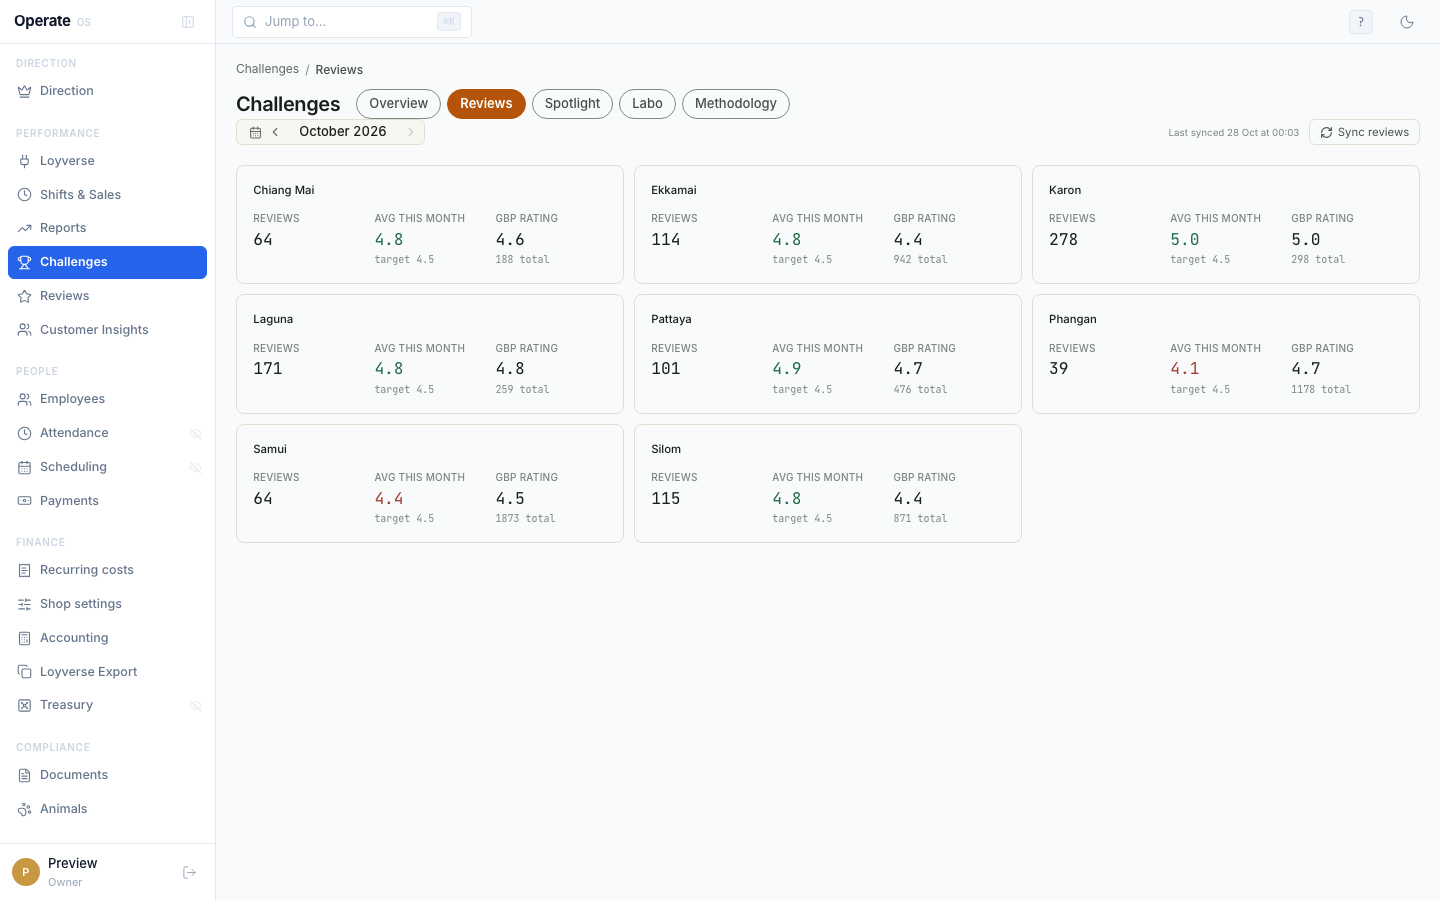 Operate OS
Jump to...
⌘K
?
DIRECTION
Direction
PERFORMANCE
Loyverse
Shifts & Sales
Reports
Challenges
Reviews
Customer Insights
PEOPLE
Employees
Attendance
Scheduling
Payments
FINANCE
Recurring costs
Shop settings
Accounting
Loyverse Export
Treasury
COMPLIANCE
Documents
Animals
P
Preview
Owner
Challenges / Reviews
Challenges
Overview
Reviews
Spotlight
Labo
Methodology
October 2026
Last synced 28 Oct at 00:03
Sync reviews
Chiang Mai
REVIEWS AVG THIS MONTH GBP RATING
64 4.8 4.6
target 4.5 188 total
Ekkamai
REVIEWS AVG THIS MONTH GBP RATING
114 4.8 4.4
target 4.5 942 total
Karon
REVIEWS AVG THIS MONTH GBP RATING
278 5.0 5.0
target 4.5 298 total
Laguna
REVIEWS AVG THIS MONTH GBP RATING
171 4.8 4.8
target 4.5 259 total
Pattaya
REVIEWS AVG THIS MONTH GBP RATING
101 4.9 4.7
target 4.5 476 total
Phangan
REVIEWS AVG THIS MONTH GBP RATING
39 4.1 4.7
target 4.5 1178 total
Samui
REVIEWS AVG THIS MONTH GBP RATING
64 4.4 4.5
target 4.5 1873 total
Silom
REVIEWS AVG THIS MONTH GBP RATING
115 4.8 4.4
target 4.5 871 total